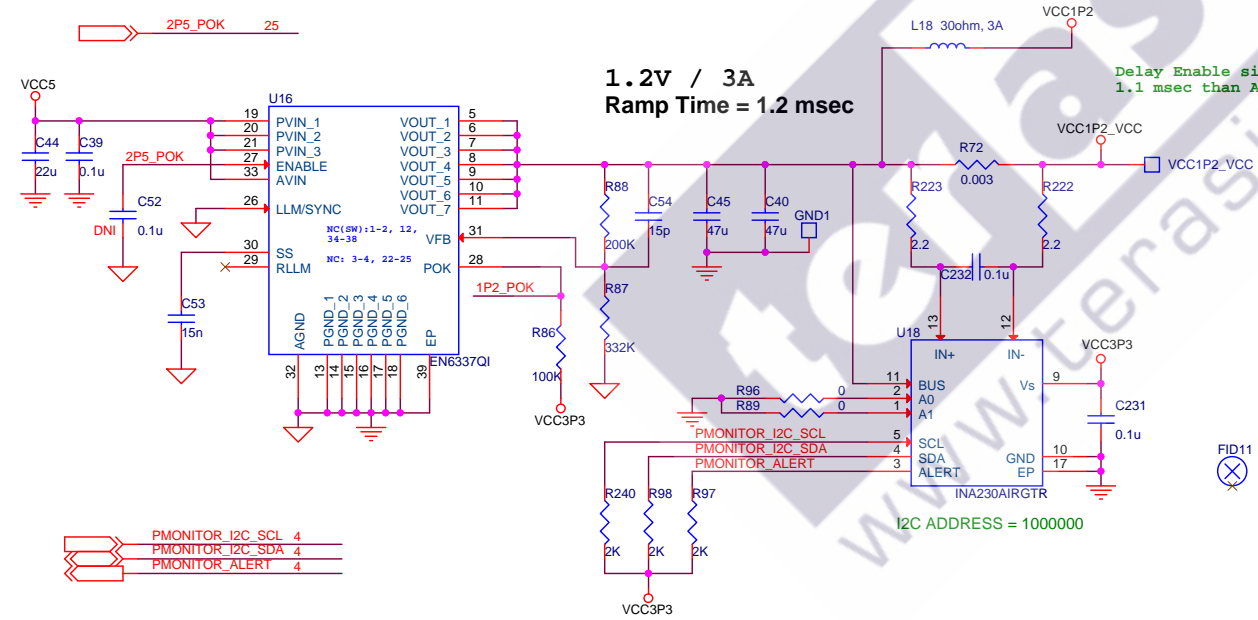 2P5_POK 25
VCC5
C44
22u
C39
0.1u
2P5_POK
C52
0.1u
DNI
C53
15n
U16
19 PVIN_1
20 PVIN_2
21 PVIN_3
27 ENABLE
33 AVIN
26 LLM/SYNC
30 SS
29 RLLM
VOUT_1 5
VOUT_2 6
VOUT_3 7
VOUT_4 8
VOUT_5 9
VOUT_6 10
VOUT_7 11
NC(SW):1-2, 12,
34-38
NC: 3-4, 22-25
VFB 31
POK 28
AGND 32
PGND_1 13
PGND_2 14
PGND_3 15
PGND_4 16
PGND_5 17
PGND_6 18
EP 39
EN6337QI
1P2_POK
R86
100K
VCC3P3
1.2V / 3A
Ramp Time = 1.2 msec
R88
200K
C54
15p
R87
332K
C45
47u
C40
47u
GND1
L18 30ohm, 3A
VCC1P2
Delay Enable si
1.1 msec than A
VCC1P2_VCC
VCC1P2_VCC
R72
0.003
R223
2.2
R222
2.2
C232 0.1u
U18
13 IN+
12 IN-
11 BUS
2 A0
1 A1
5 SCL
4 SDA
3 ALERT
Vs 9
GND 10
EP 17
INA230AIRGTR
I2C ADDRESS = 1000000
R96 0
R89 0
PMONITOR_I2C_SCL
PMONITOR_I2C_SDA
PMONITOR_ALERT
R240
2K
R98
2K
R97
2K
VCC3P3
VCC3P3
C231
0.1u
FID11
PMONITOR_I2C_SCL 4
PMONITOR_I2C_SDA 4
PMONITOR_ALERT 4
teras
www.terasi